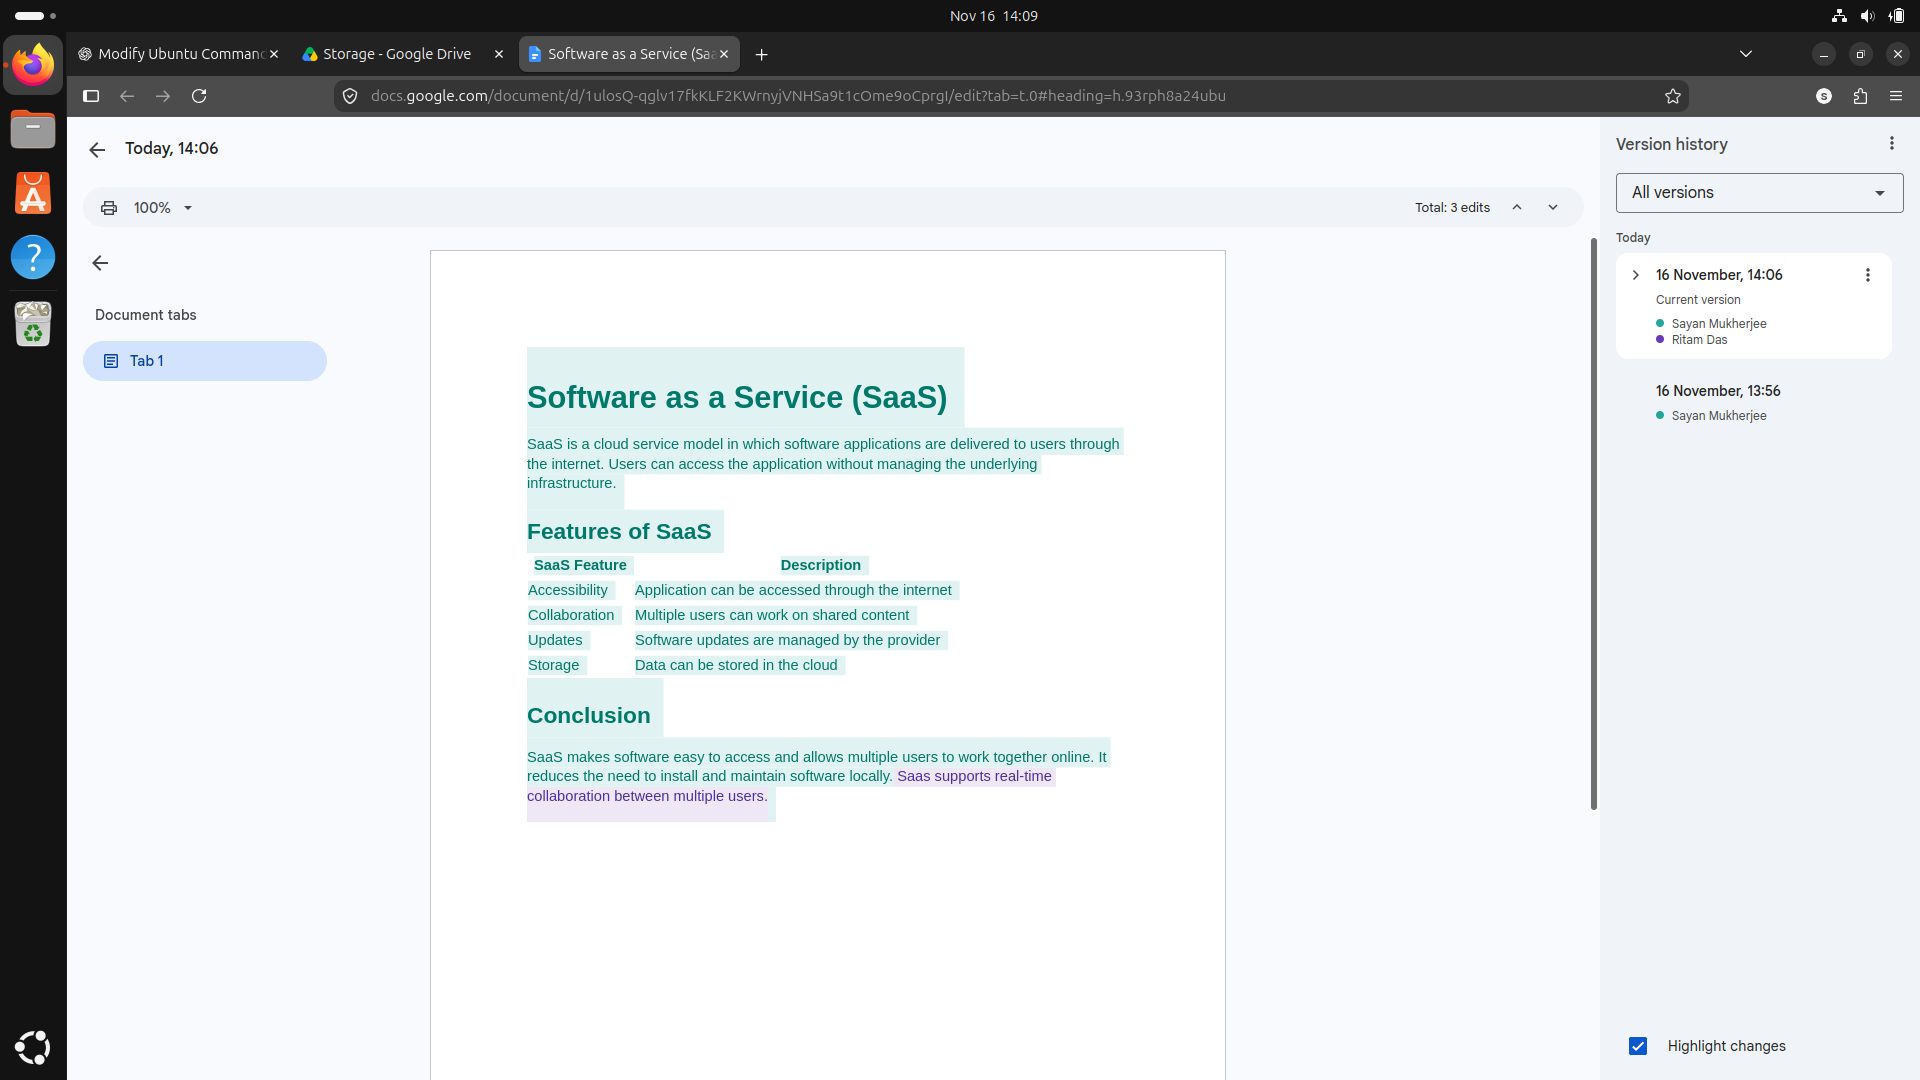 Nov 16 14:09
Modify Ubuntu Comman
Storage - Google Drive
Software as a Service (Saa
docs.google.com/document/d/1ulosQ-qglv17fkKLF2KWrnyjVNHSa9t1cOme9oCprgI/edit?tab=t.0#heading=h.93rph8a24ubu
S
Today, 14:06
100%
Total: 3 edits
Document tabs
Tab 1
Software as a Service (SaaS)
SaaS is a cloud service model in which software applications are delivered to users through
the internet. Users can access the application without managing the underlying
infrastructure.
Features of SaaS
SaaS Feature Description
Accessibility Application can be accessed through the internet
Collaboration Multiple users can work on shared content
Updates Software updates are managed by the provider
Storage Data can be stored in the cloud
Conclusion
SaaS makes software easy to access and allows multiple users to work together online. It
reduces the need to install and maintain software locally. Saas supports real-time
collaboration between multiple users.
Version history
All versions
Today
16 November, 14:06
Current version
Sayan Mukherjee
Ritam Das
16 November, 13:56
Sayan Mukherjee
Highlight changes